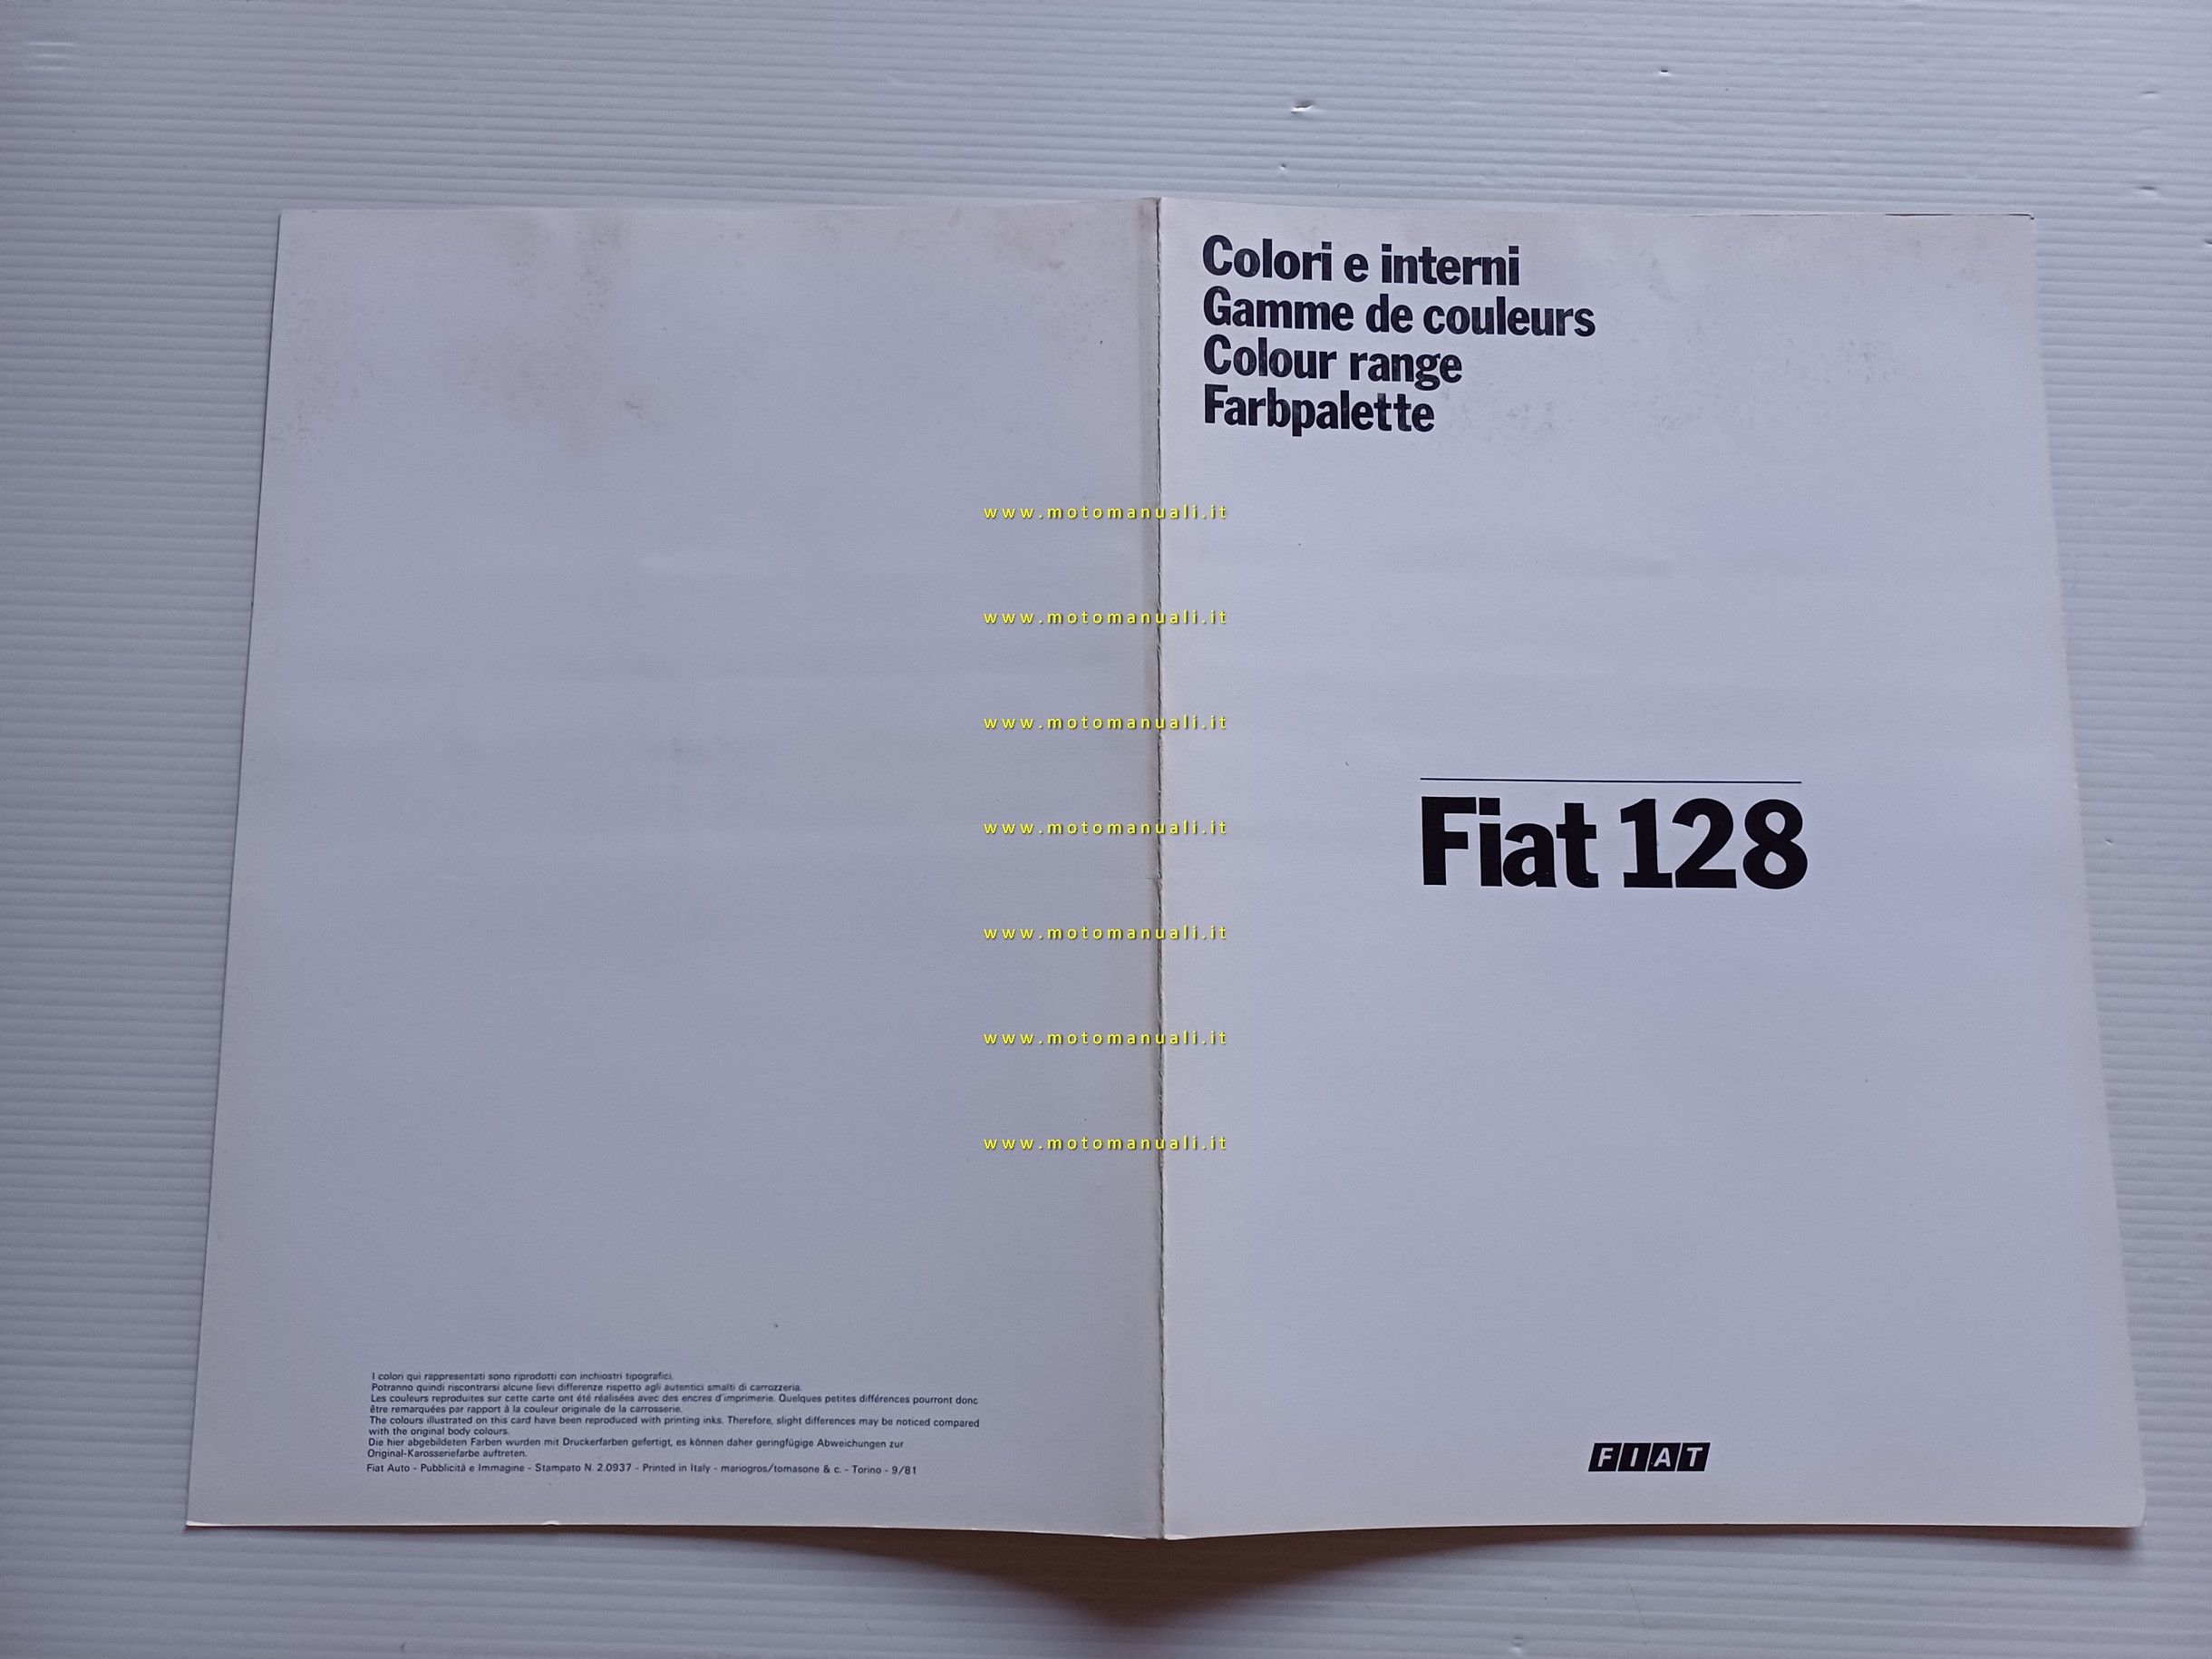 Colori e interni
Gamme de couleurs
Colour range
Farbpalette
Fiat 128
FIAT
www.motomanuali.it
www.motomanuali.it
www.motomanuali.it
www.motomanuali.it
www.motomanuali.it
www.motomanuali.it
www.motomanuali.it
I colori qui rappresentati sono riprodotti con inchiostri tipografici.
Potranno quindi riscontrarsi alcune lievi differenze rispetto agli autentici smalti di carrozzeria.
Les couleurs reproduites sur cette carte ont été réalisées avec des encres d'imprimerie. Quelques petites différences pourront donc
être remarquées par rapport à la couleur originale de la carrosserie.
The colours illustrated on this card have been reproduced with printing inks. Therefore, slight differences may be noticed compared
with the original body colours.
Die hier abgebildeten Farben wurden mit Druckerfarben gefertigt, es können daher geringfügige Abweichungen zur
Original-Karosseriefarbe auftreten.
Fiat Auto - Pubblicità e Immagine - Stampato N. 2.0937 - Printed in Italy - mariogros/tomasone & c. - Torino - 9/81